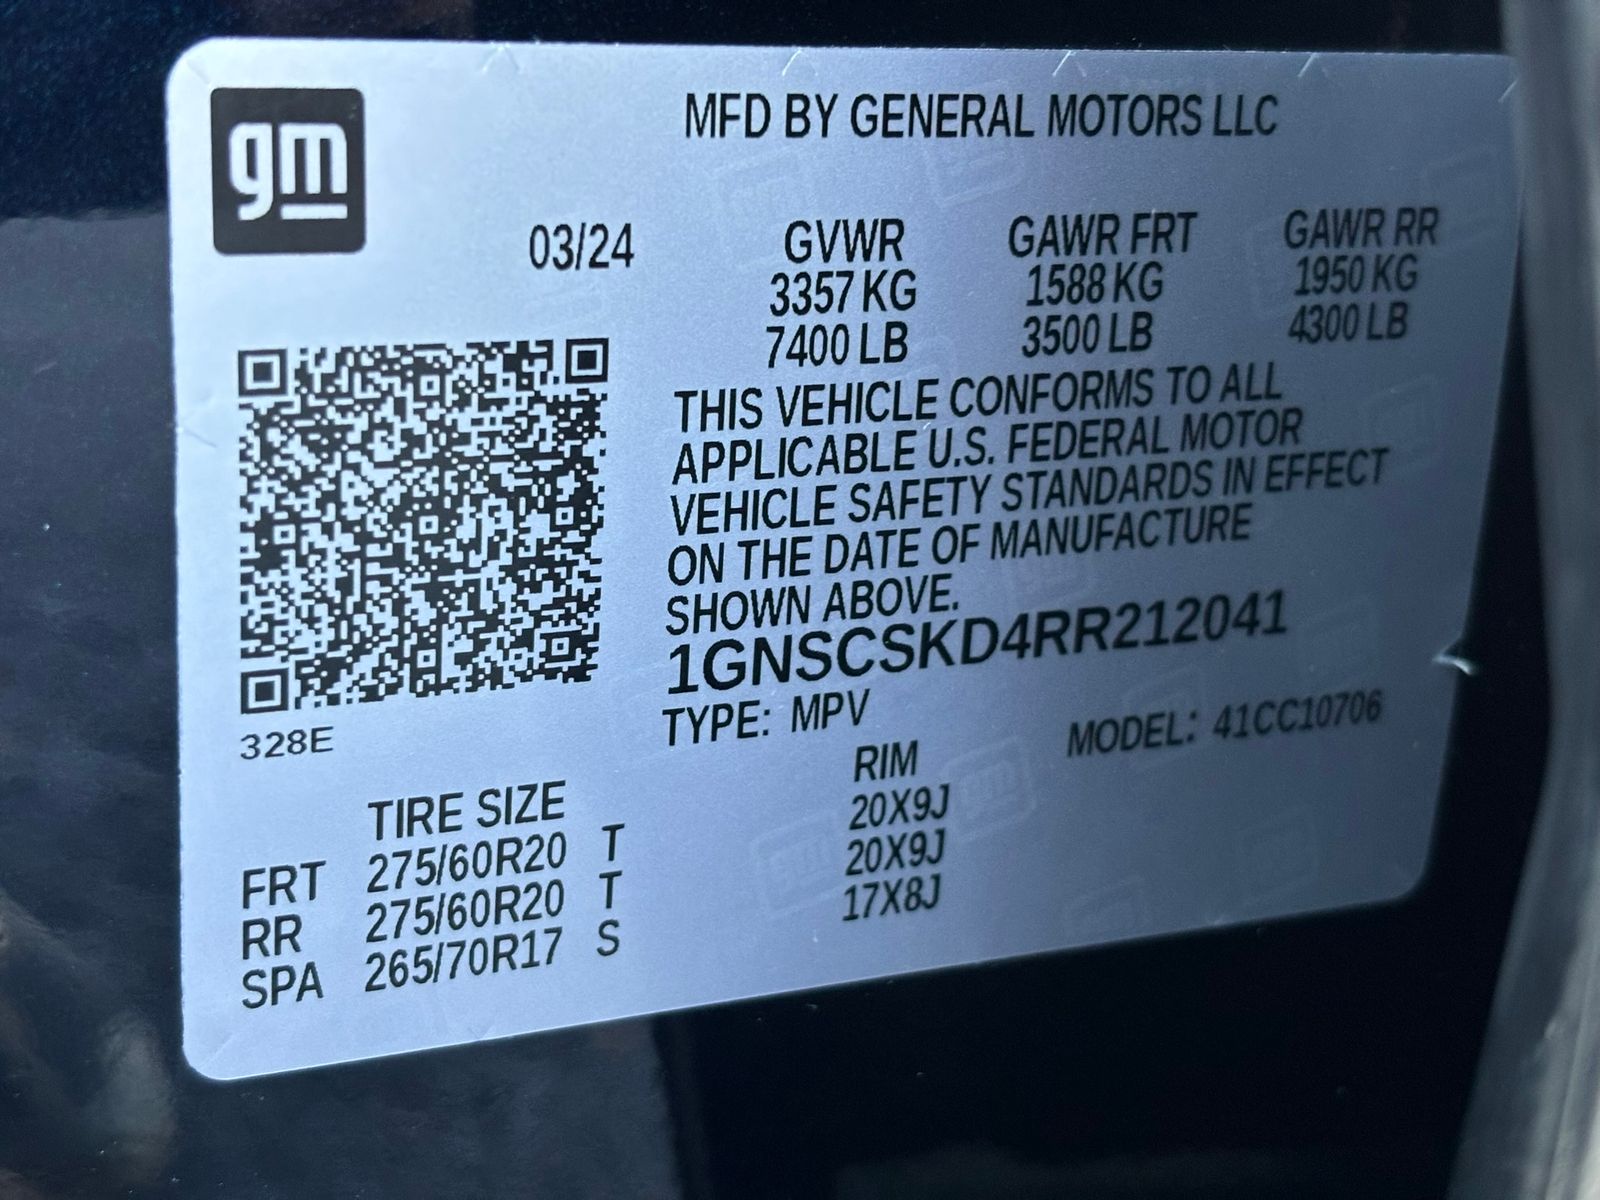 gm
MFD BY GENERAL MOTORS LLC
03/24
GVWR GAWR FRT GAWR RR
3357 KG 1588 KG 1950 KG
7400 LB 3500 LB 4300 LB
THIS VEHICLE CONFORMS TO ALL
APPLICABLE U.S. FEDERAL MOTOR
VEHICLE SAFETY STANDARDS IN EFFECT
ON THE DATE OF MANUFACTURE
SHOWN ABOVE.
1GNSCSKD4RR212041
TYPE: MPV MODEL: 41CC10706
328E
TIRE SIZE RIM
FRT 275/60R20 T 20X9J
RR 275/60R20 T 20X9J
SPA 265/70R17 S 17X8J